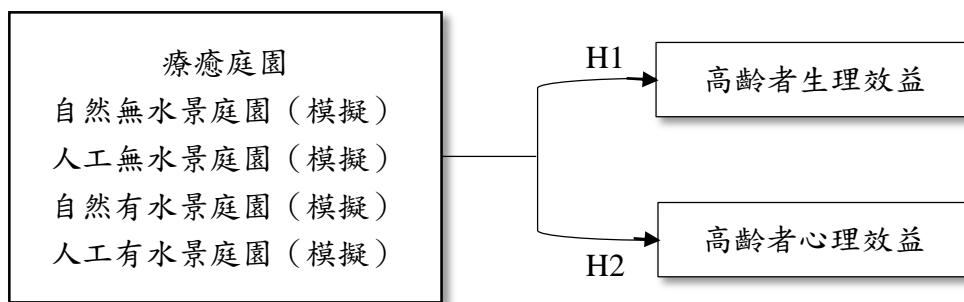 療癒庭園
自然無水景庭園（模擬）
人工無水景庭園（模擬）
自然有水景庭園（模擬）
人工有水景庭園（模擬）
H1
高齡者生理效益
高齡者心理效益
H2